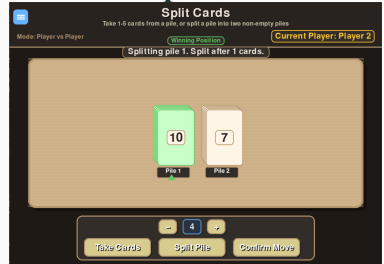 Split Cards
Take 1-5 cards from a pile, or split a pile into two non-empty piles
Mode: Player vs Player
Winning Position
Current Player: Player 2
Splitting pile 1. Split after 1 cards.
10
7
Pile 1
Pile 2
- 4 +
Take Cards
Split Pile
Confirm Move